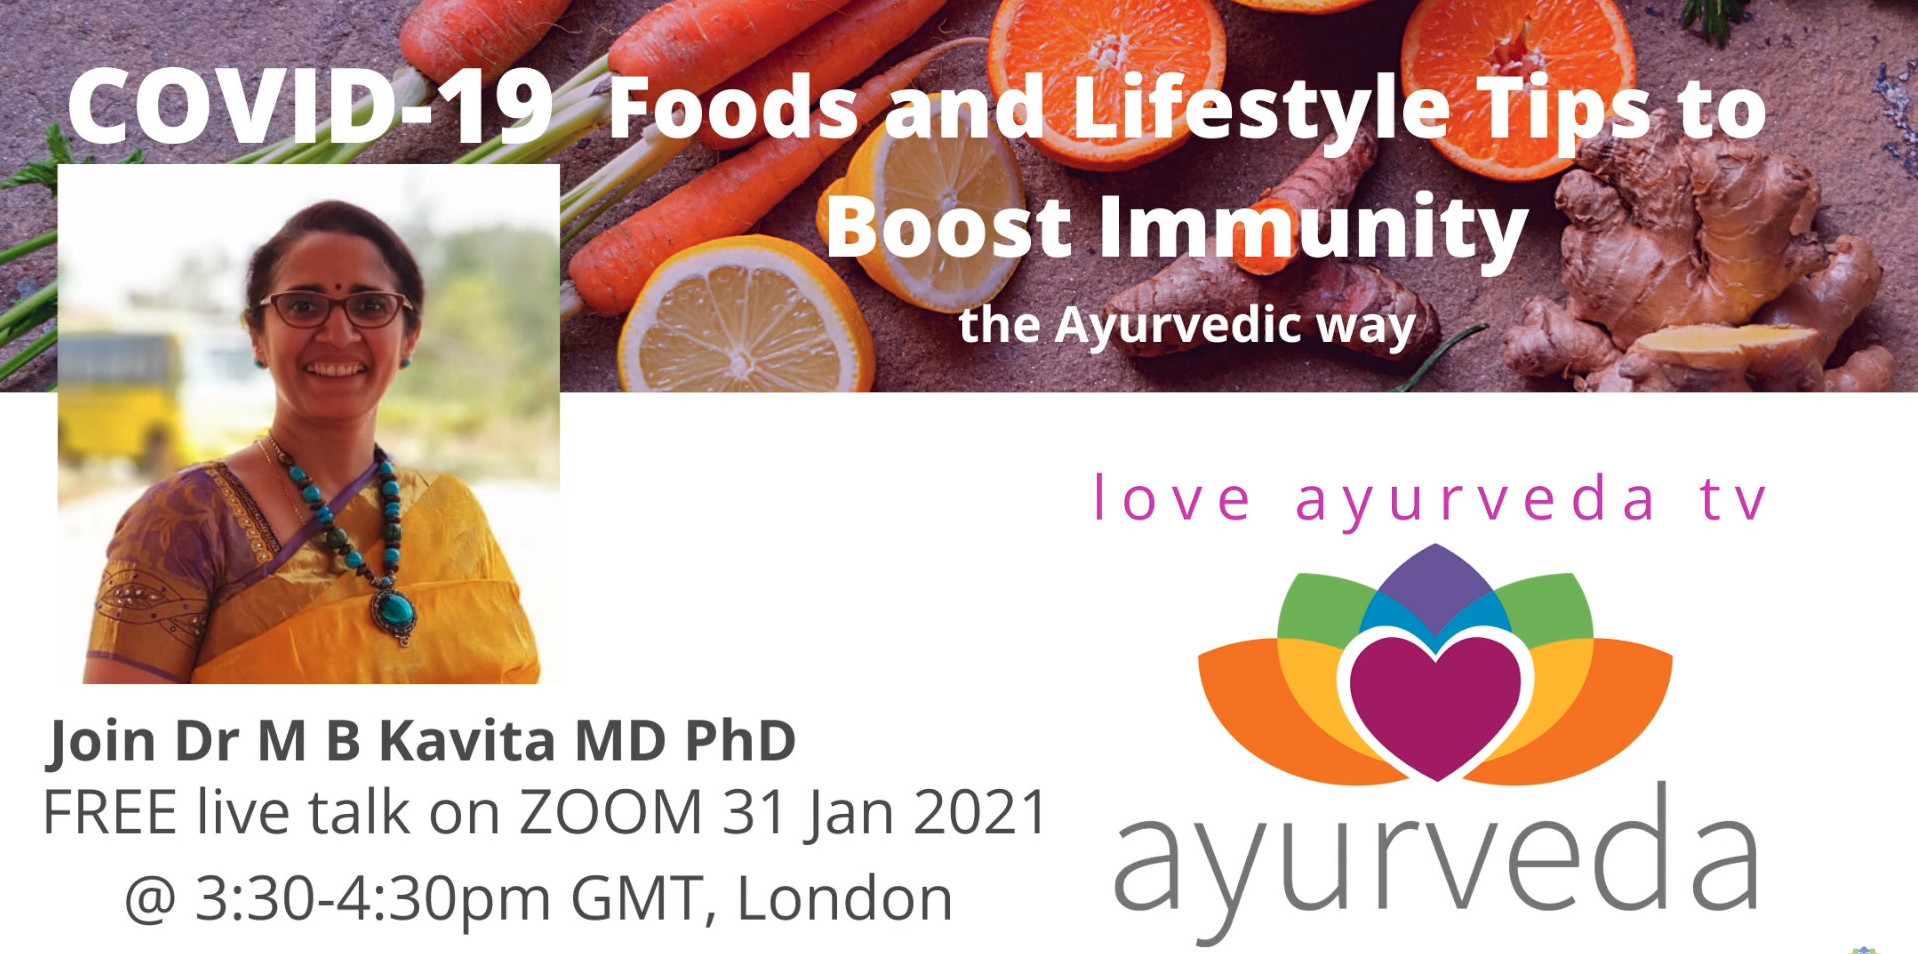 COVID-19 Foods and Lifestyle Tips to
Boost Immunity
the Ayurvedic way
love ayurveda tv
ayurveda
Join Dr M B Kavita MD PhD
FREE live talk on ZOOM 31 Jan 2021
@ 3:30-4:30pm GMT, London